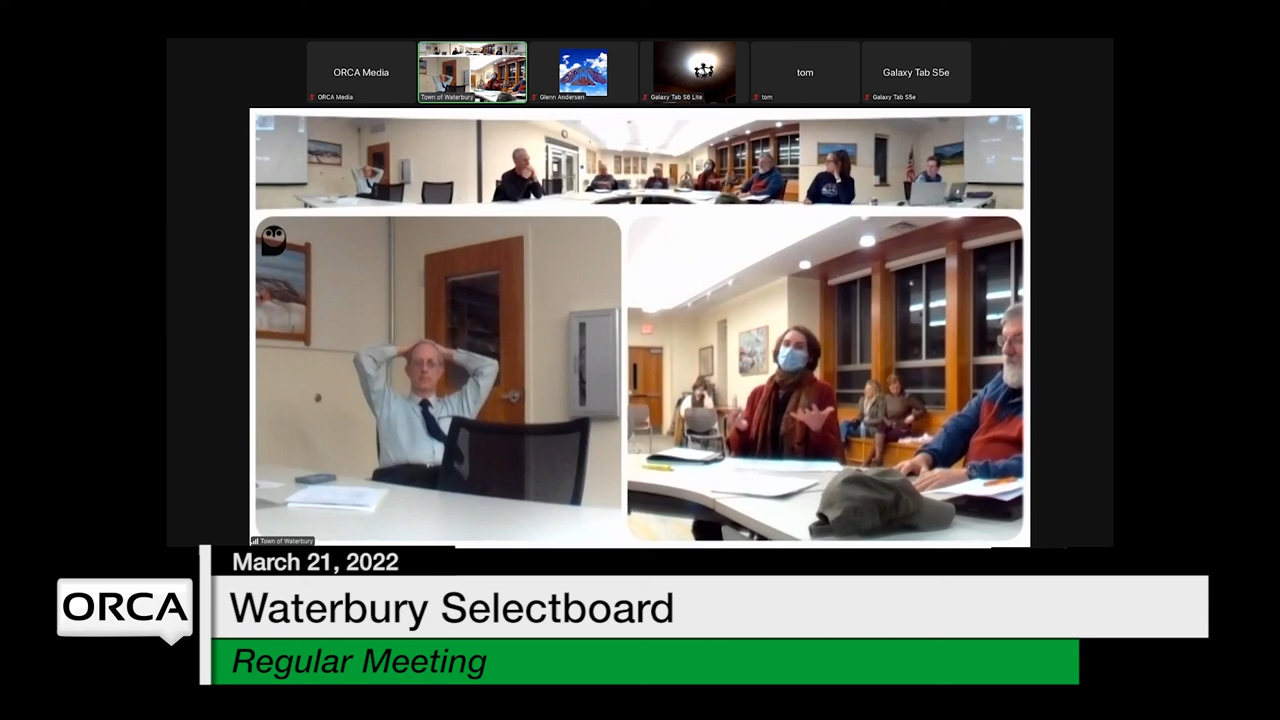 ORCA Media
tom
Galaxy Tab S5e
ORCA Media
Town of Waterbury
Glenn Andersen
Galaxy Tab S6 Lite
tom
Galaxy Tab S5e
Town of Waterbury
March 21, 2022
ORCA
Waterbury Selectboard
Regular Meeting